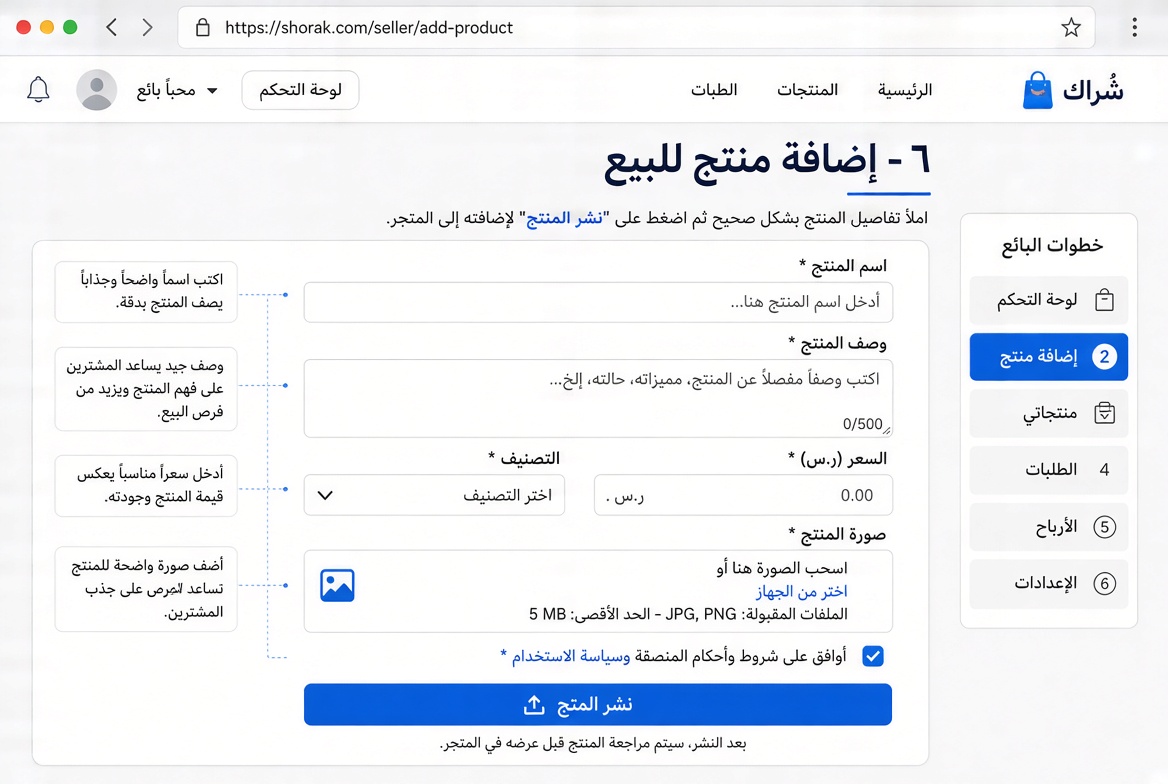 https://shorak.com/seller/add-product
شُراك
الرئيسية
المنتجات
الطبات
لوحة التحكم
محباً بائع
٦ - إضافة منتج للبيع
املأ تفاصيل المنتج بشكل صحيح ثم اضغط على "نشر المنتج" لإضافته إلى المتجر.
خطوات البائع
لوحة التحكم
2 إضافة منتج
منتجاتي
4 الطلبات
5 الأرباح
6 الإعدادات
اسم المنتج *
أدخل اسم المنتج هنا...
اكتب اسماً واضحاً وجذاباً
يصف المنتج بدقة.
وصف المنتج *
اكتب وصفاً مفصلاً عن المنتج، مميزاته، حالته، إلخ...
0/500
وصف جيد يساعد المشترين
على فهم المنتج ويزيد من
فرص البيع.
السعر (ر.س) *
0.00 ر.س .
التصنيف *
اختر التصنيف
أدخل سعراً مناسباً يعكس
قيمة المنتج وجودته.
صورة المنتج *
اسحب الصورة هنا أو
اختر من الجهاز
الملفات المقبولة: JPG, PNG - الحد الأقصى: 5 MB
أضف صورة واضحة للمنتج
تساعد على جذب
المشترين.
أوافق على شروط وأحكام المنصقة وسياسة الاستخدام *
نشر المتج
بعد النشر، سيتم مراجعة المنتج قبل عرضه في المتجر.